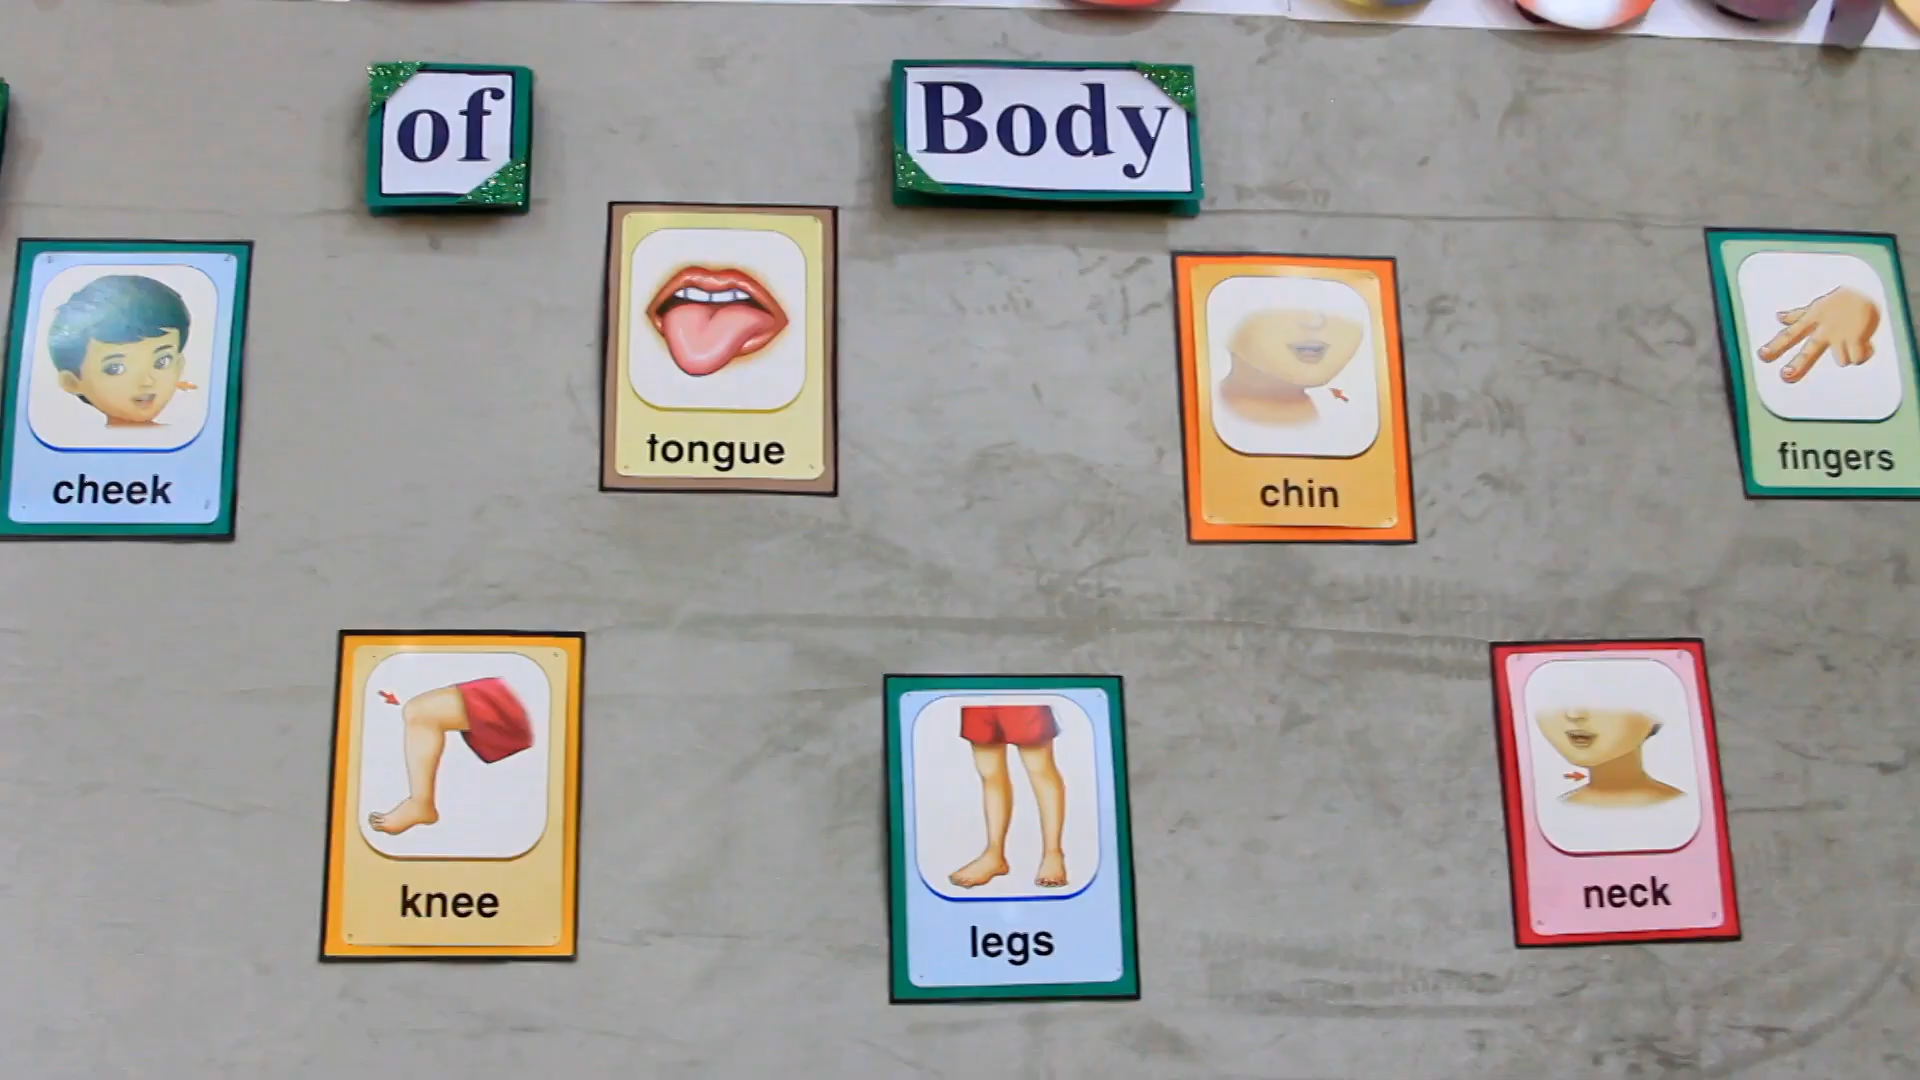 of
Body
cheek
tongue
chin
fingers
knee
legs
neck